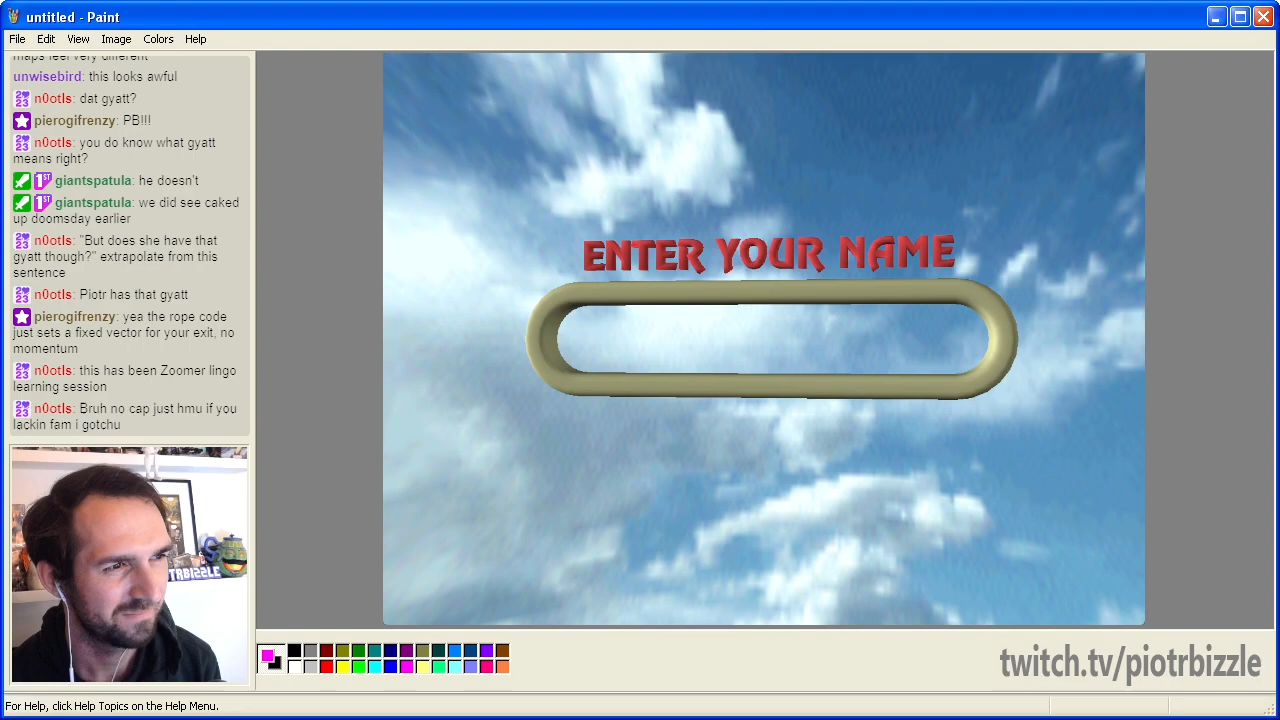 untitled - Paint
File Edit View Image Colors Help
maps feel very different
unwisebird: this looks awful
n0otls: dat gyatt?
pierogifrenzy: PB!!!
n0otls: you do know what gyatt
means right?
1ST giantspatula: he doesn't
1ST giantspatula: we did see caked
up doomsday earlier
n0otls: "But does she have that
gyatt though?" extrapolate from this
sentence
n0otls: Piotr has that gyatt
pierogifrenzy: yea the rope code
just sets a fixed vector for your exit, no
momentum
n0otls: this has been Zoomer lingo
learning session
n0otls: Bruh no cap just hmu if you
lackin fam i gotchu
ENTER YOUR NAME
TRBIZZLE
twitch.tv/piotrbizzle
For Help, click Help Topics on the Help Menu.